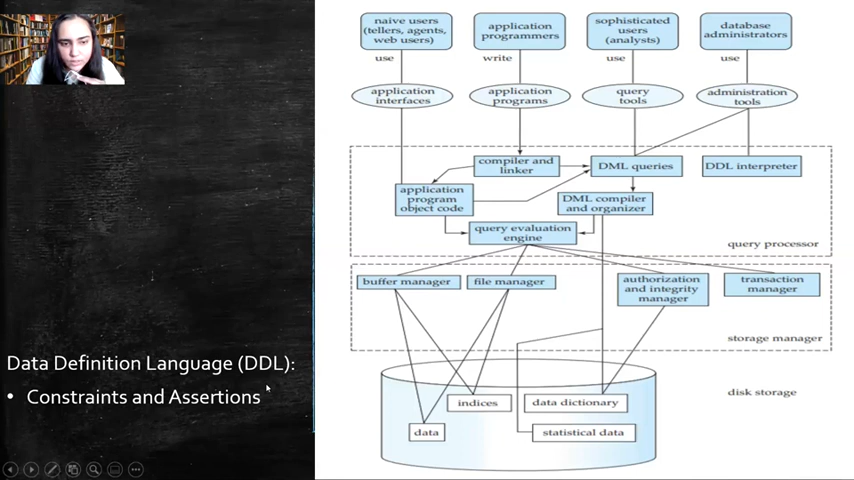 naive users
(tellers, agents,
web users)
application
programmers
sophisticated
users
(analysts)
database
administrators
use
write
use
use
application
interfaces
application
programs
query
tools
administration
tools
compiler and
linker
DML queries
DDL interpreter
application
program
object code
DML compiler
and organizer
query evaluation
engine
query processor
buffer manager
file manager
authorization
and integrity
manager
transaction
manager
storage manager
Data Definition Language (DDL):
• Constraints and Assertions
disk storage
indices
data dictionary
data
statistical data